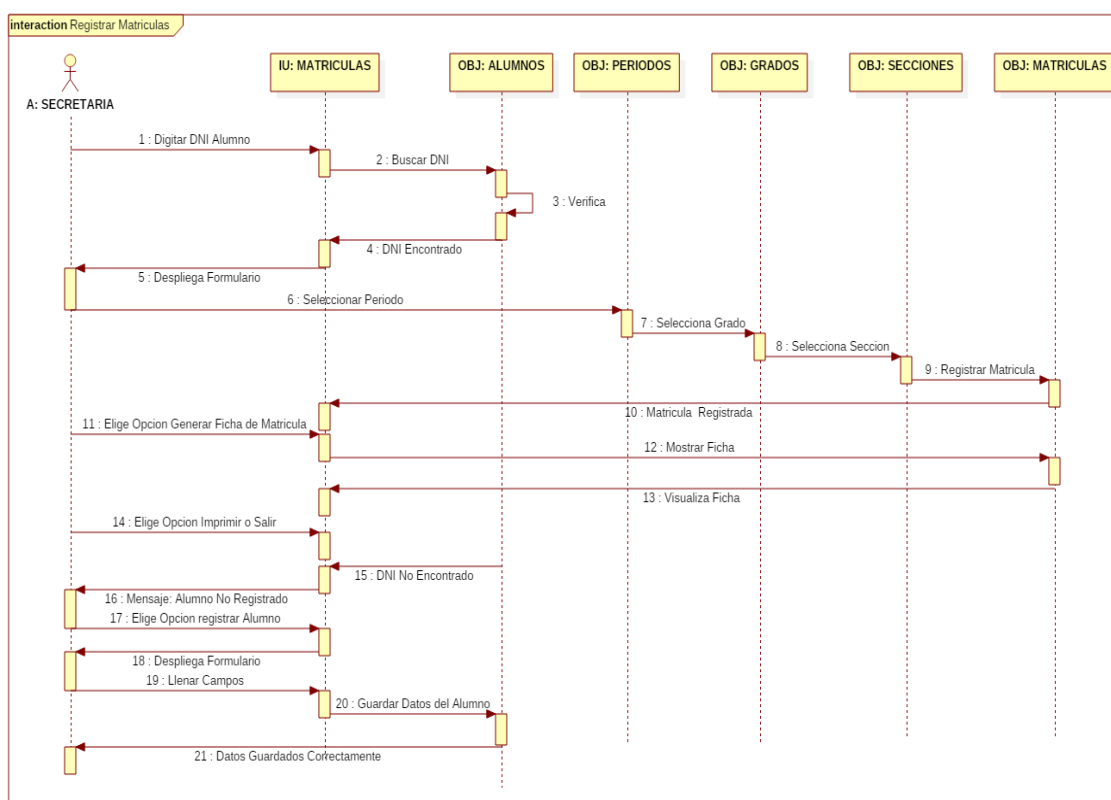 interaction Registrar Matriculas
IU: MATRICULAS
OBJ: ALUMNOS
OBJ: PERIODOS
OBJ: GRADOS
OBJ: SECCIONES
OBJ: MATRICULAS
A: SECRETARIA
1 : Digitar DNI Alumno
2 : Buscar DNI
3 : Verifica
4 : DNI Encontrado
5 : Despliega Formulario
6 : Seleccionar Periodo
7 : Selecciona Grado
8 : Selecciona Seccion
9 : Registrar Matricula
10 : Matricula Registrada
11 : Elige Opcion Generar Ficha de Matricula
12 : Mostrar Ficha
13 : Visualiza Ficha
14 : Elige Opcion Imprimir o Salir
15 : DNI No Encontrado
16 : Mensaje: Alumno No Registrado
17 : Elige Opcion registrar Alumno
18 : Despliega Formulario
19 : Llenar Campos
20 : Guardar Datos del Alumno
21 : Datos Guardados Correctamente